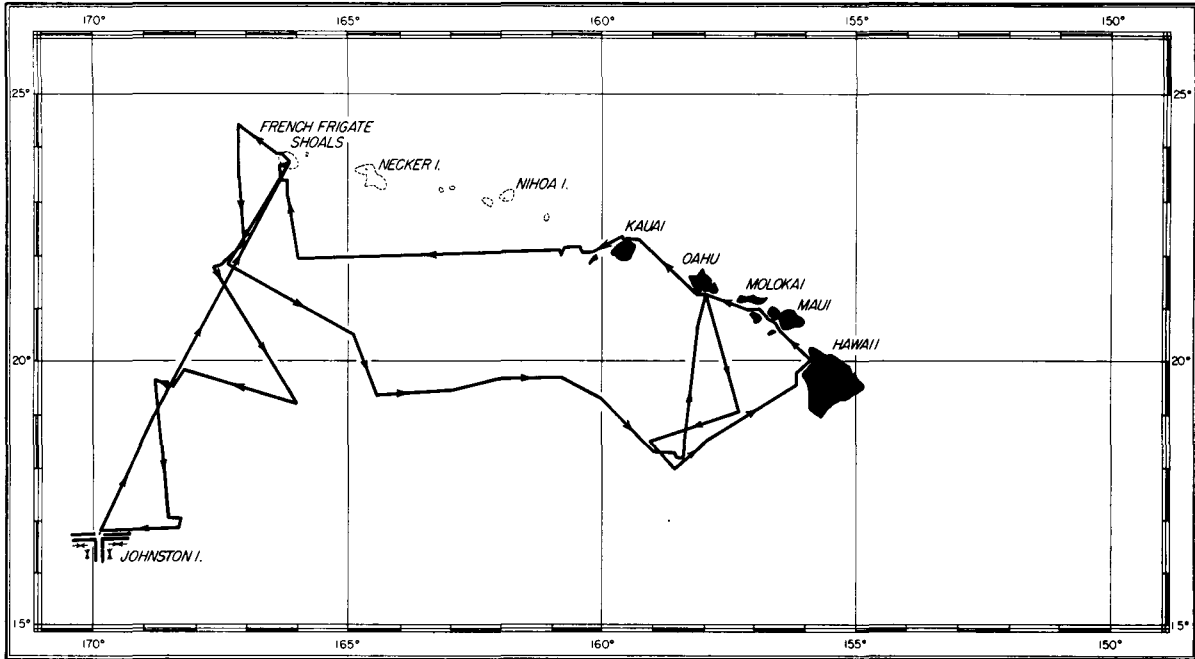 170°
165°
160°
155°
150°
25°
25°
FRENCH FRIGATE
SHOALS
NECKER I.
NIHOA I.
KAUAI
OAHU
MOLOKAI
MAUI
HAWAII
20°
20°
JOHNSTON I.
15°
15°
170°
165°
160°
155°
150°